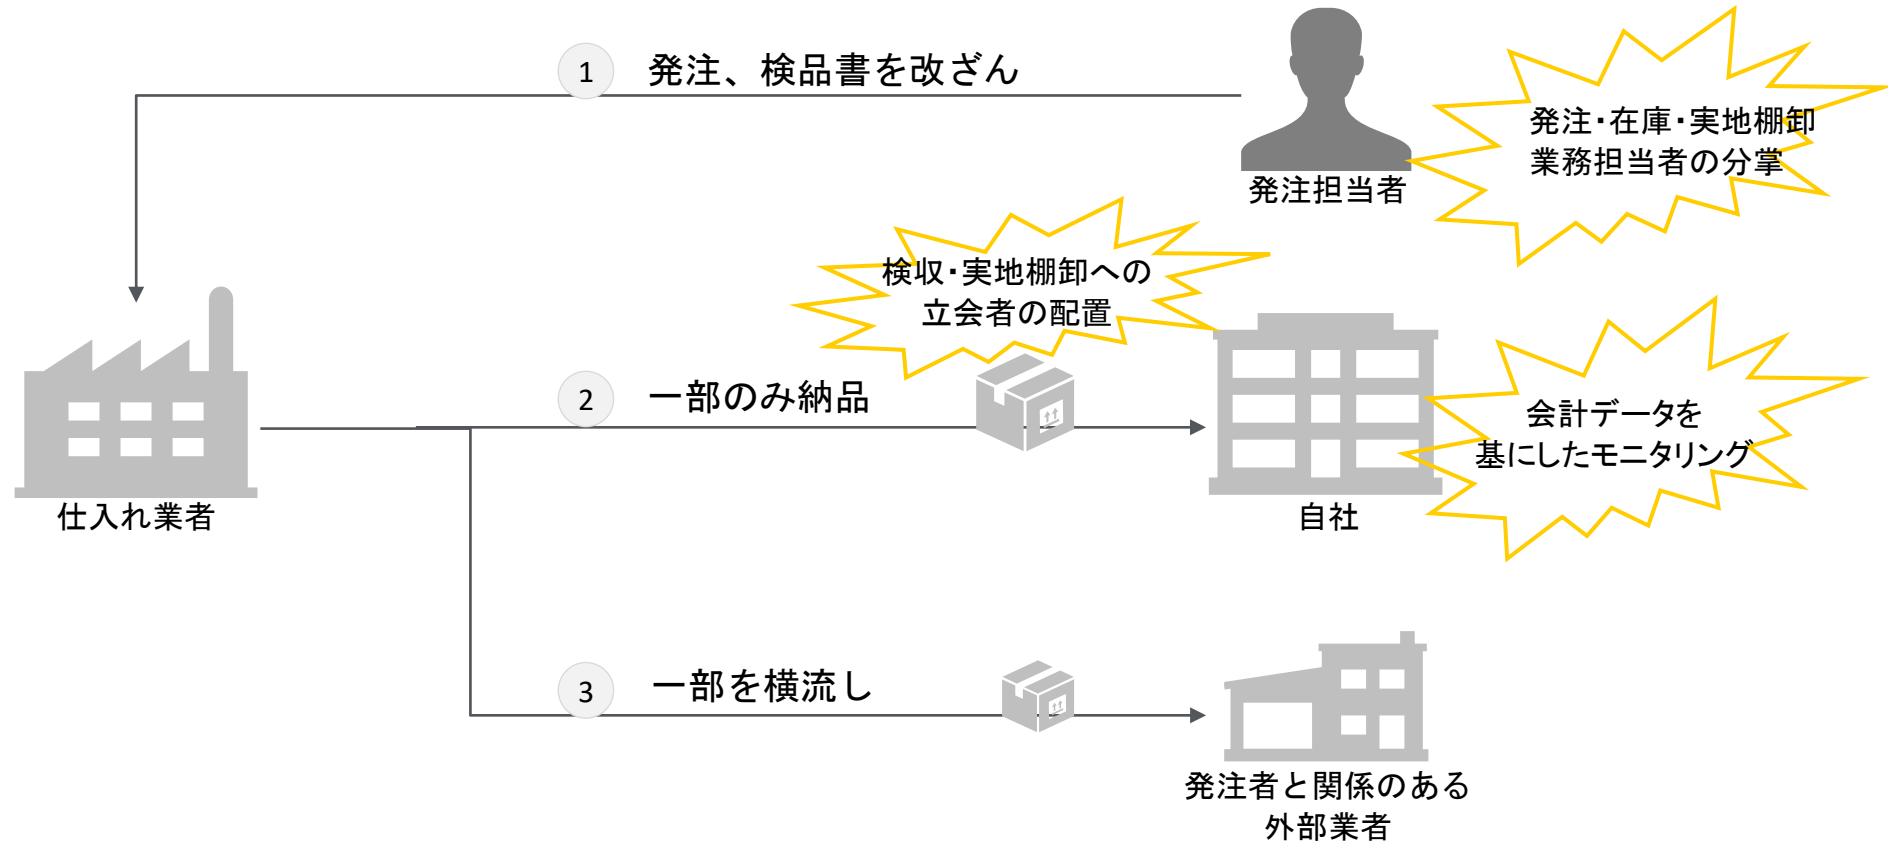 1
発注、検品書を改ざん
発注・在庫・実地棚卸
業務担当者の分掌
発注担当者
検収・実地棚卸への
立会者の配置
2
一部のみ納品
会計データを
基にしたモニタリング
仕入れ業者
自社
3
一部を横流し
発注者と関係のある
外部業者